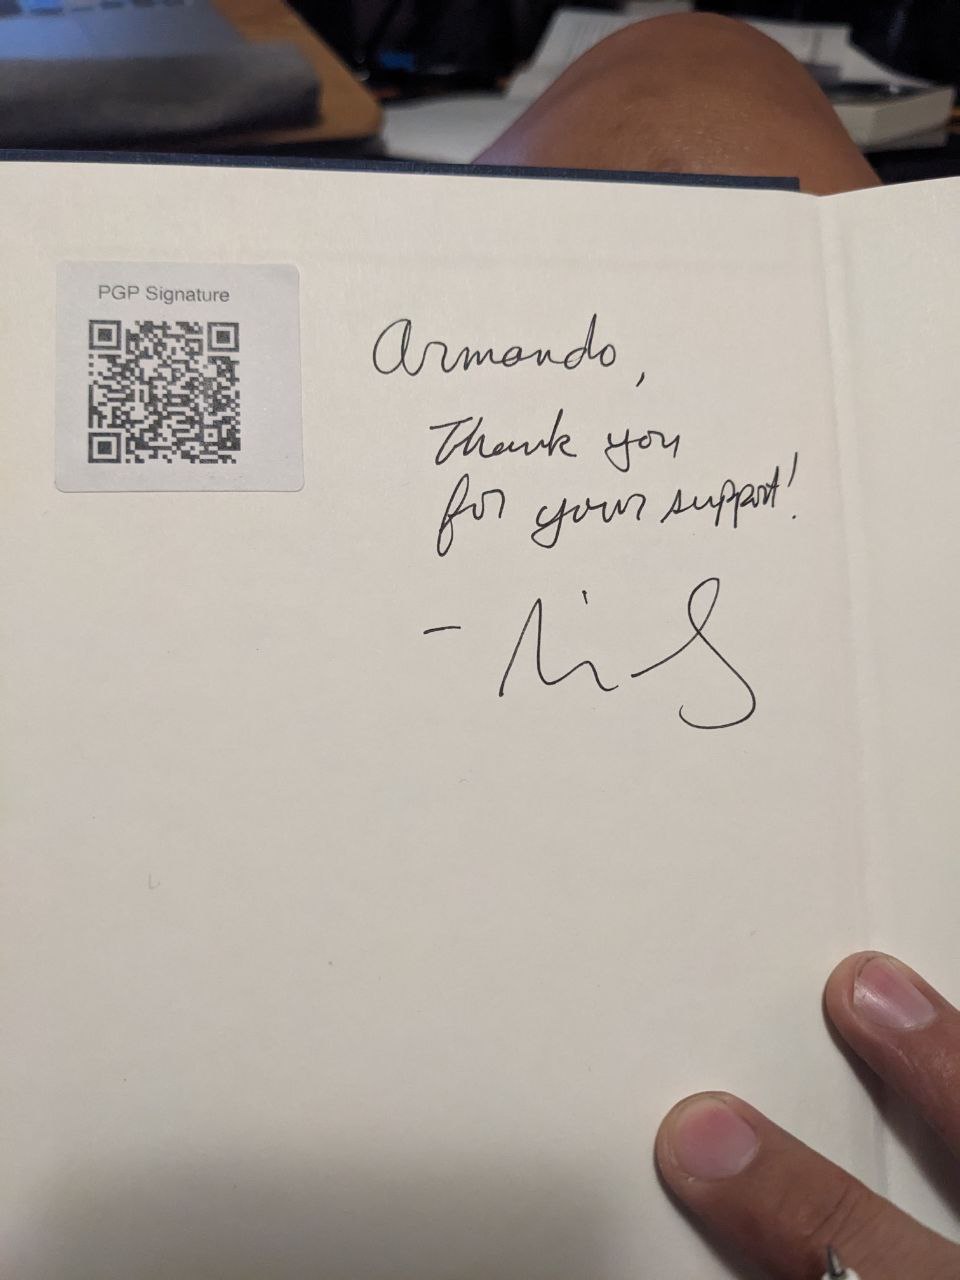 PGP Signature
Armando,
Thank you
for your support!